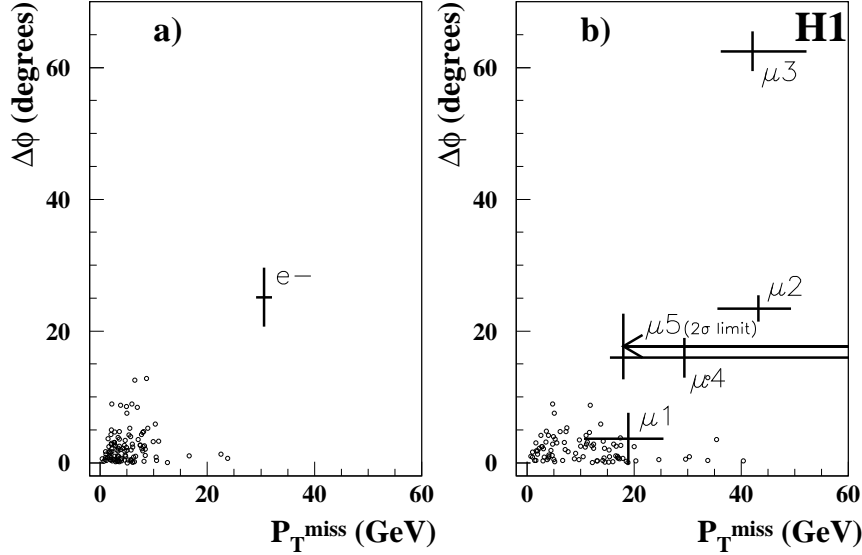 a)
Δϕ (degrees)
60
40
20
0
e−
0
20
40
60
P_T^miss (GeV)
b)
H1
Δϕ (degrees)
60
40
20
0
μ3
μ2
μ5 (2σ limit)
μ4
μ1
0
20
40
60
P_T^miss (GeV)